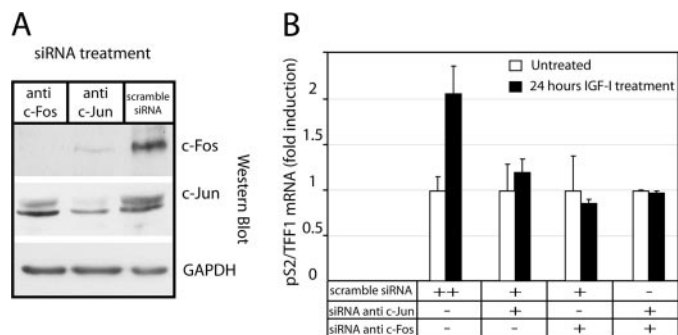 A
siRNA treatment
anti c-Fos
anti c-Jun
scramble siRNA
c-Fos
c-Jun
GAPDH
Western Blot
B
pS2/TFF1 mRNA (fold induction)
2
1.5
1
0.5
0
Untreated
24 hours IGF-I treatment
scramble siRNA ++ + + -
siRNA anti c-Jun - + - +
siRNA anti c-Fos - - + +